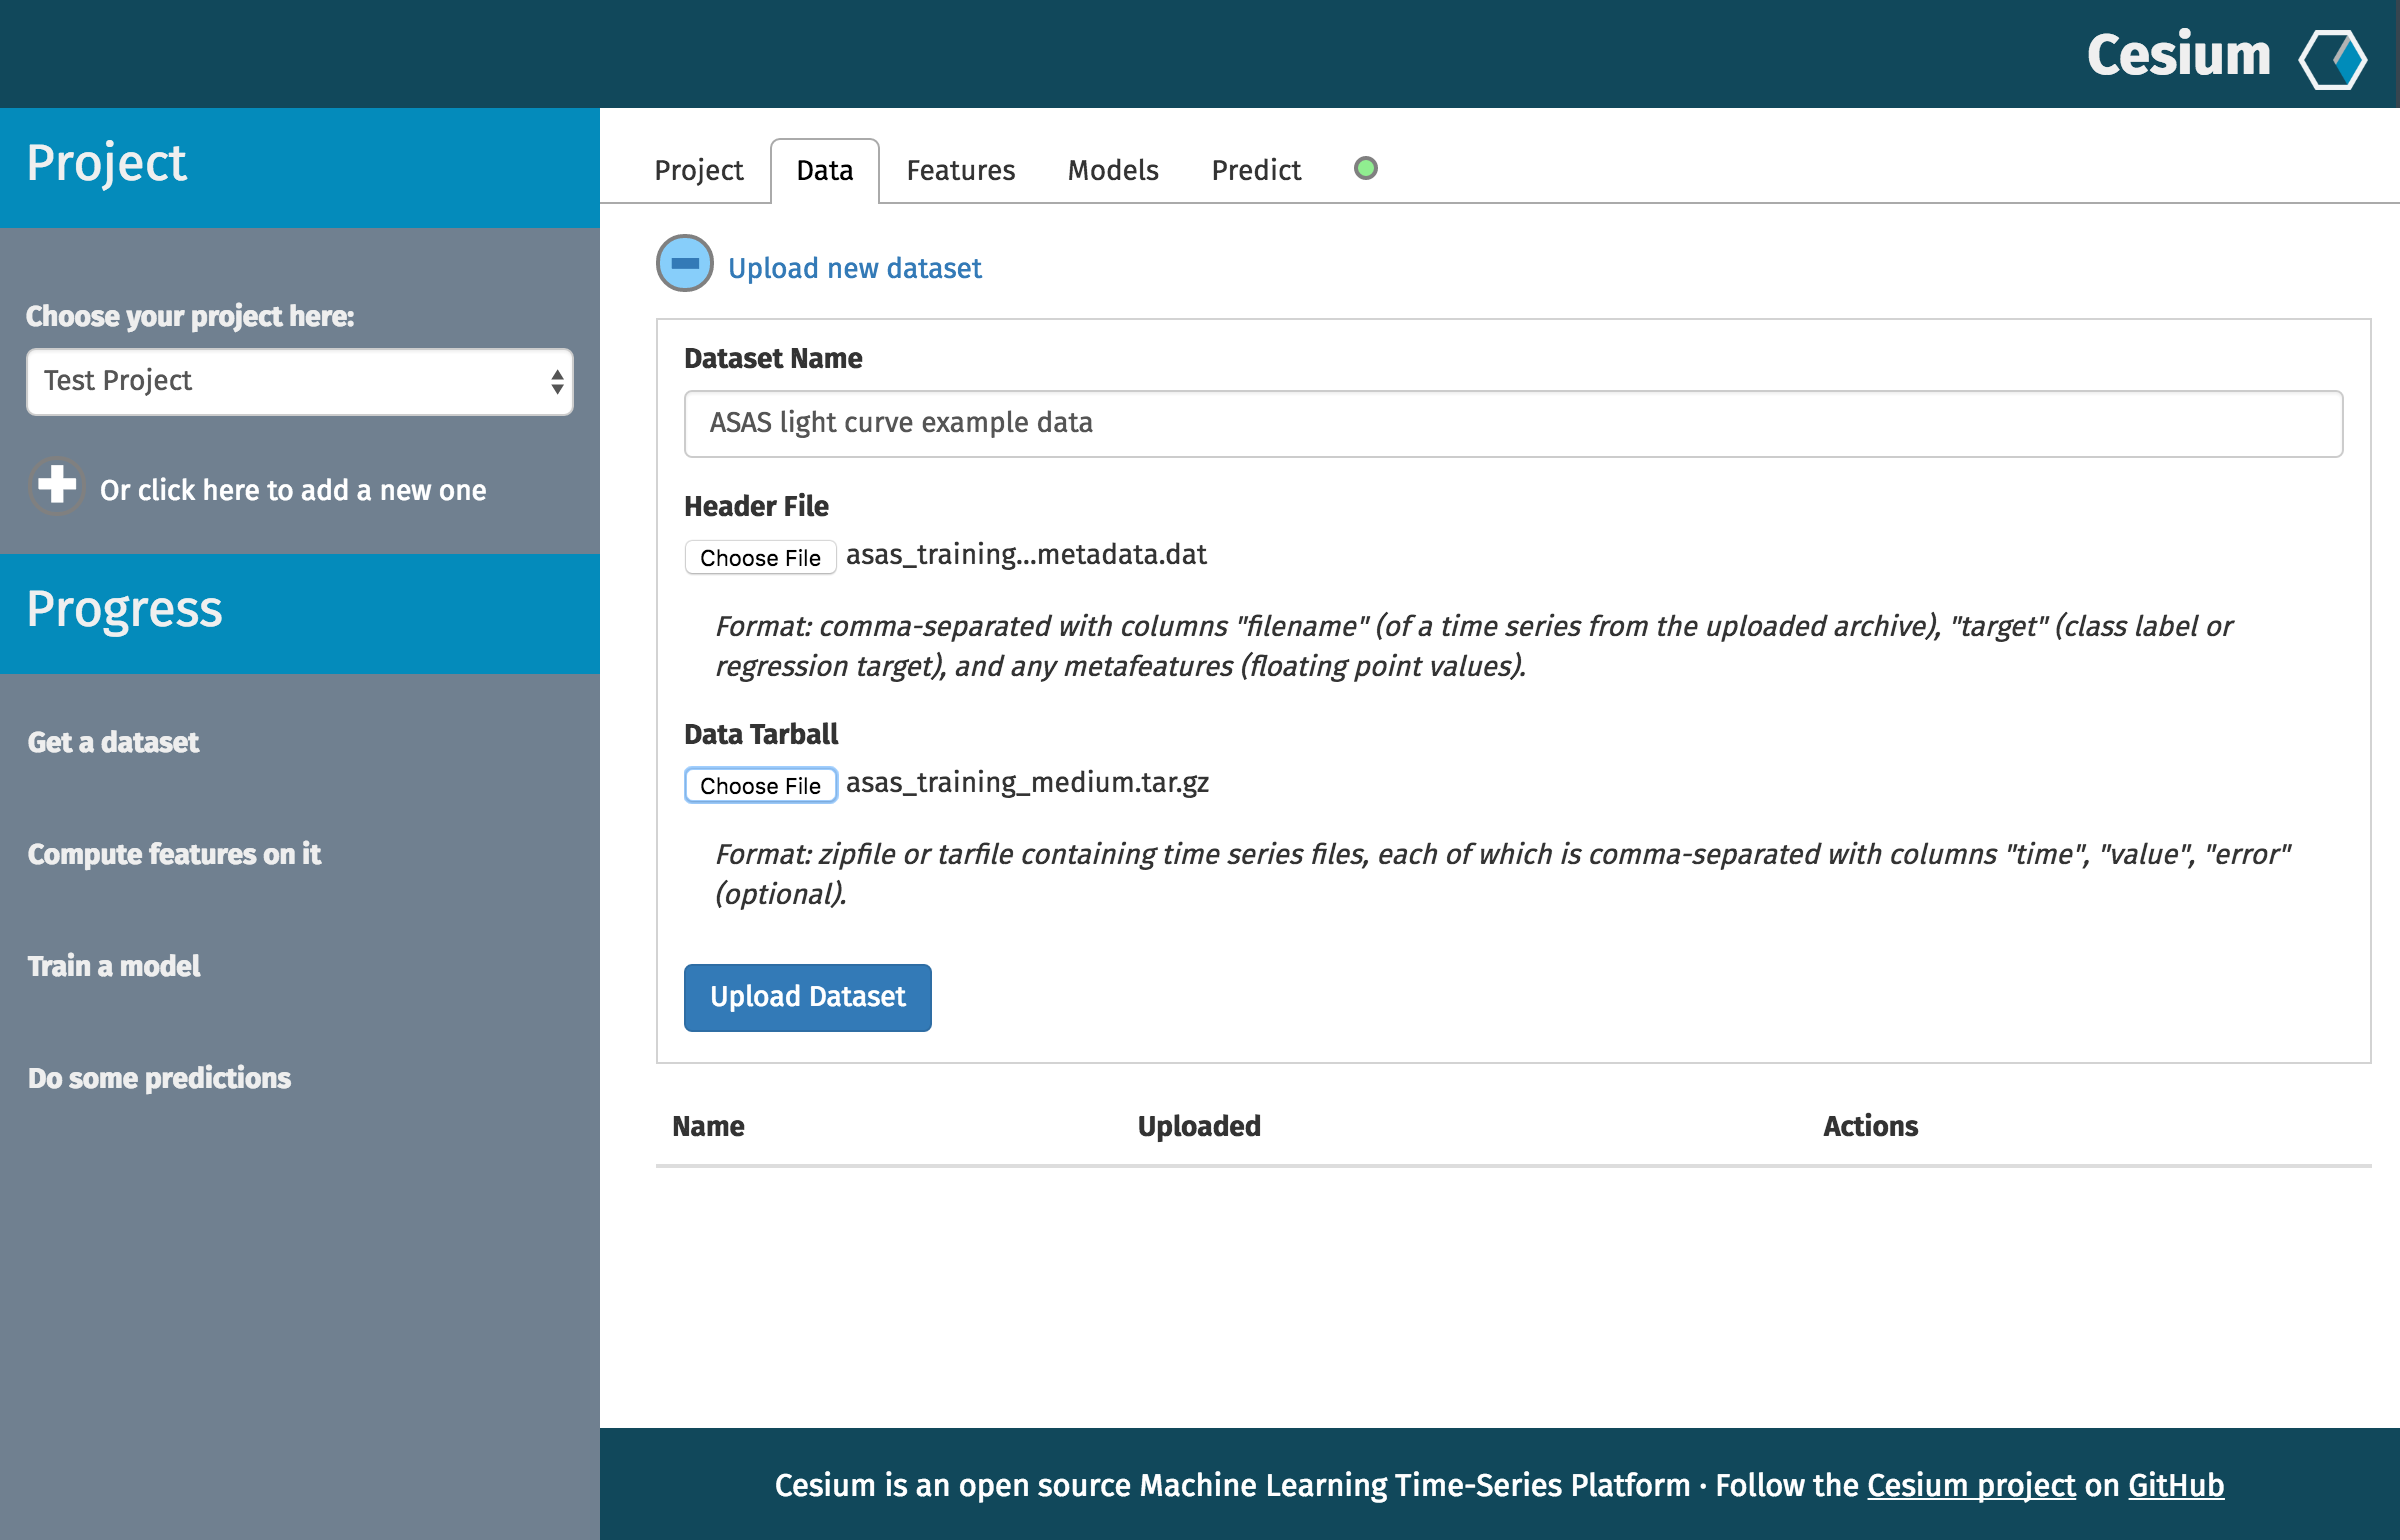 Cesium
Project
Choose your project here:
Test Project
Or click here to add a new one
Progress
Get a dataset
Compute features on it
Train a model
Do some predictions
Project Data Features Models Predict
Upload new dataset
Dataset Name
ASAS light curve example data
Header File
Choose File asas_training...metadata.dat
Format: comma-separated with columns "filename" (of a time series from the uploaded archive), "target" (class label or
regression target), and any metafeatures (floating point values).
Data Tarball
Choose File asas_training_medium.tar.gz
Format: zipfile or tarfile containing time series files, each of which is comma-separated with columns "time", "value", "error"
(optional).
Upload Dataset
Name Uploaded Actions
Cesium is an open source Machine Learning Time-Series Platform · Follow the Cesium project on GitHub